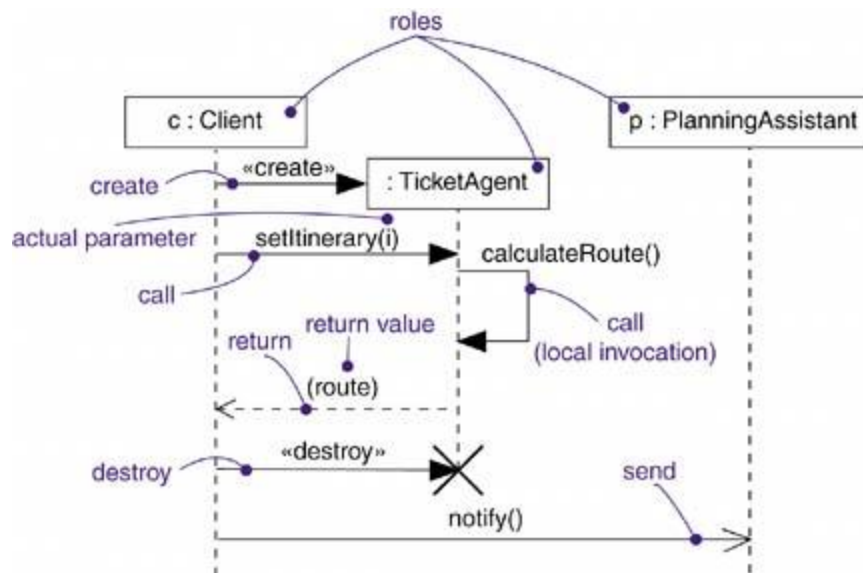 roles
c : Client
p : PlanningAssistant
«create»
: TicketAgent
create
actual parameter
setItinerary(i)
calculateRoute()
call
return value
call
(local invocation)
return
(route)
«destroy»
destroy
send
notify()